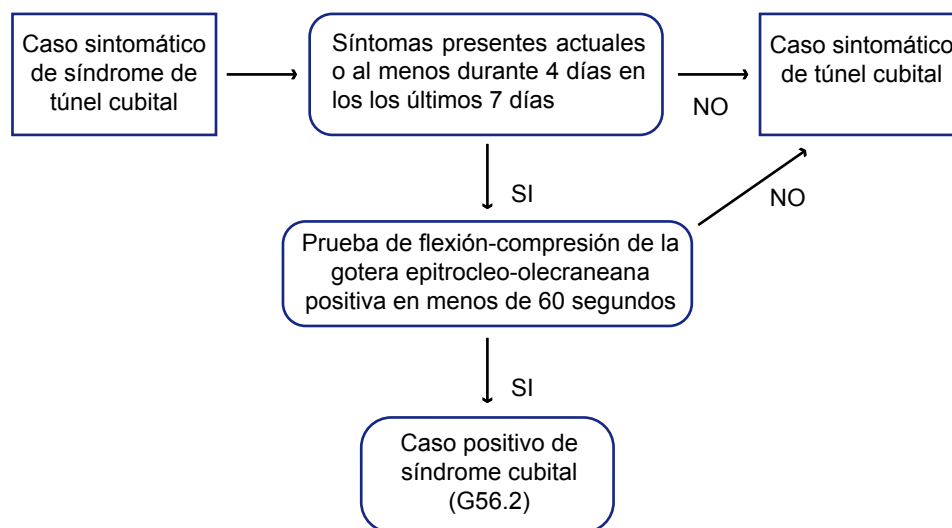 Caso sintomático
de síndrome de
túnel cubital
Síntomas presentes actuales
o al menos durante 4 días en
los los últimos 7 días
NO
Caso sintomático
de túnel cubital
SI
NO
Prueba de flexión-compresión de la
gotera epitrocleo-olecraneana
positiva en menos de 60 segundos
SI
Caso positivo de
síndrome cubital
(G56.2)